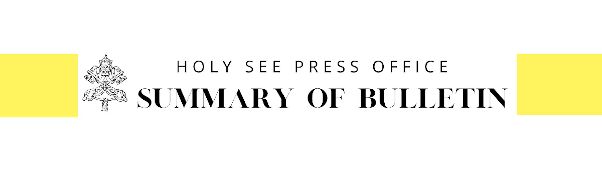 HOLY SEE PRESS OFFICE
SUMMARY OF BULLETIN